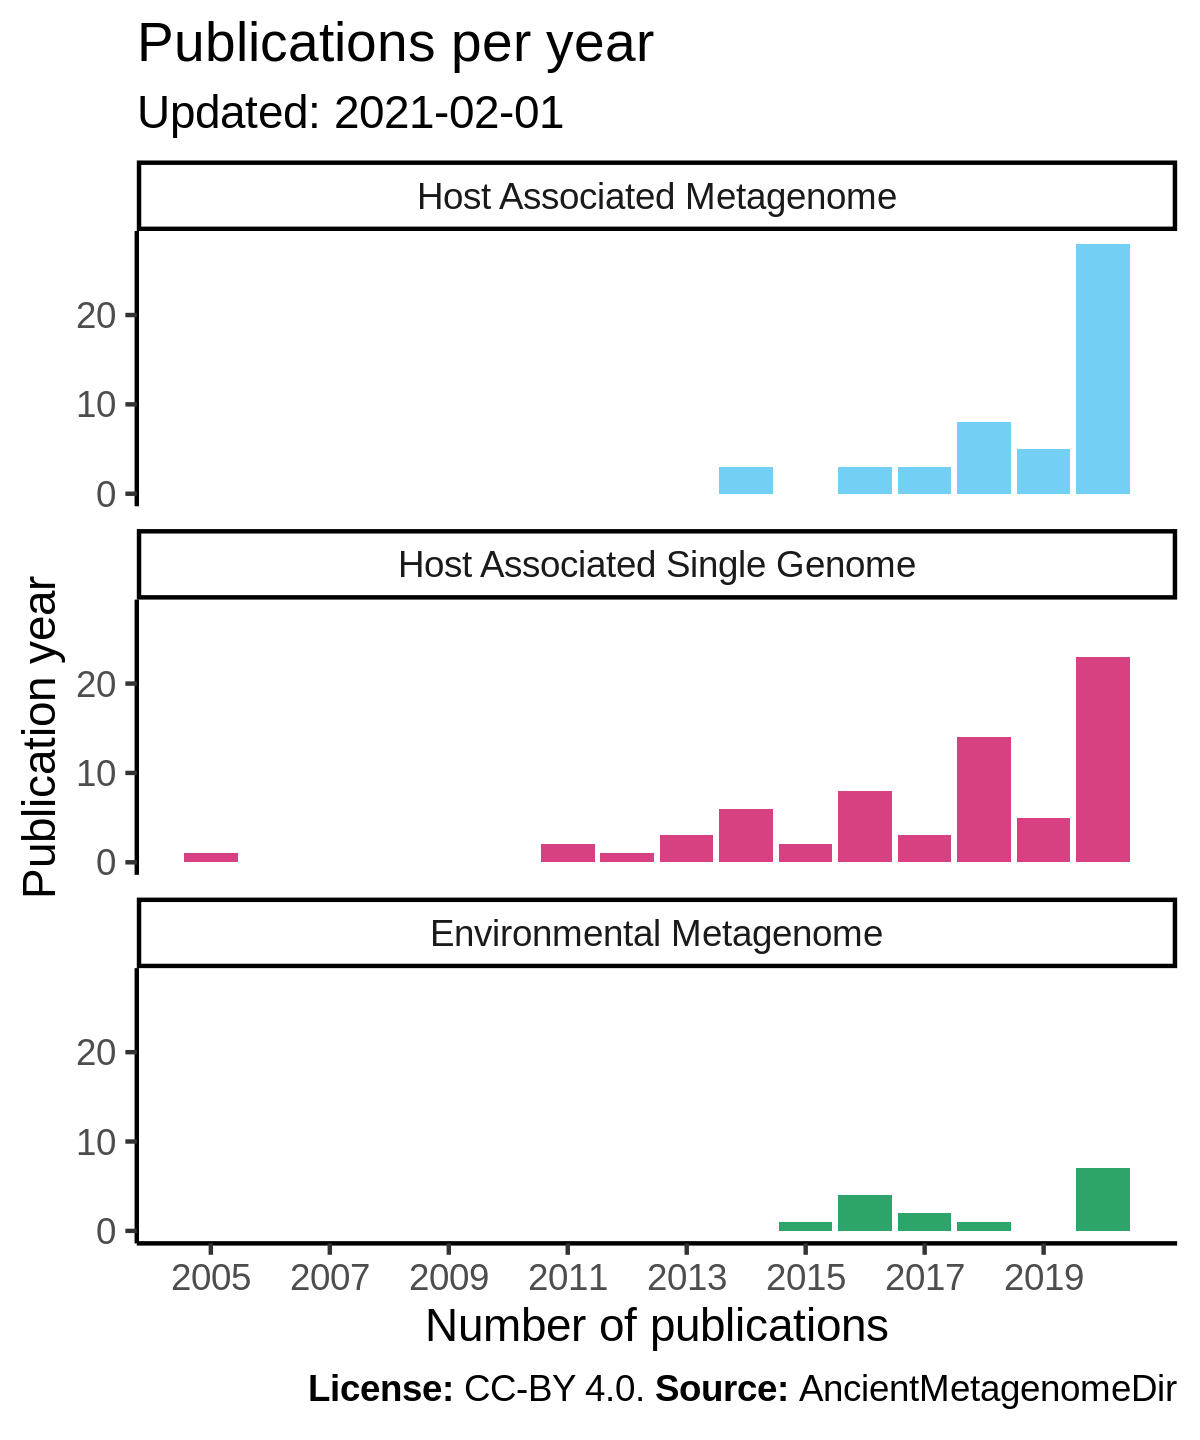 Publications per year
Updated: 2021-02-01
Host Associated Metagenome
20
10
0
Host Associated Single Genome
20
10
0
Publication year
Environmental Metagenome
20
10
0
2005 2007 2009 2011 2013 2015 2017 2019
Number of publications
License: CC-BY 4.0. Source: AncientMetagenomeDir